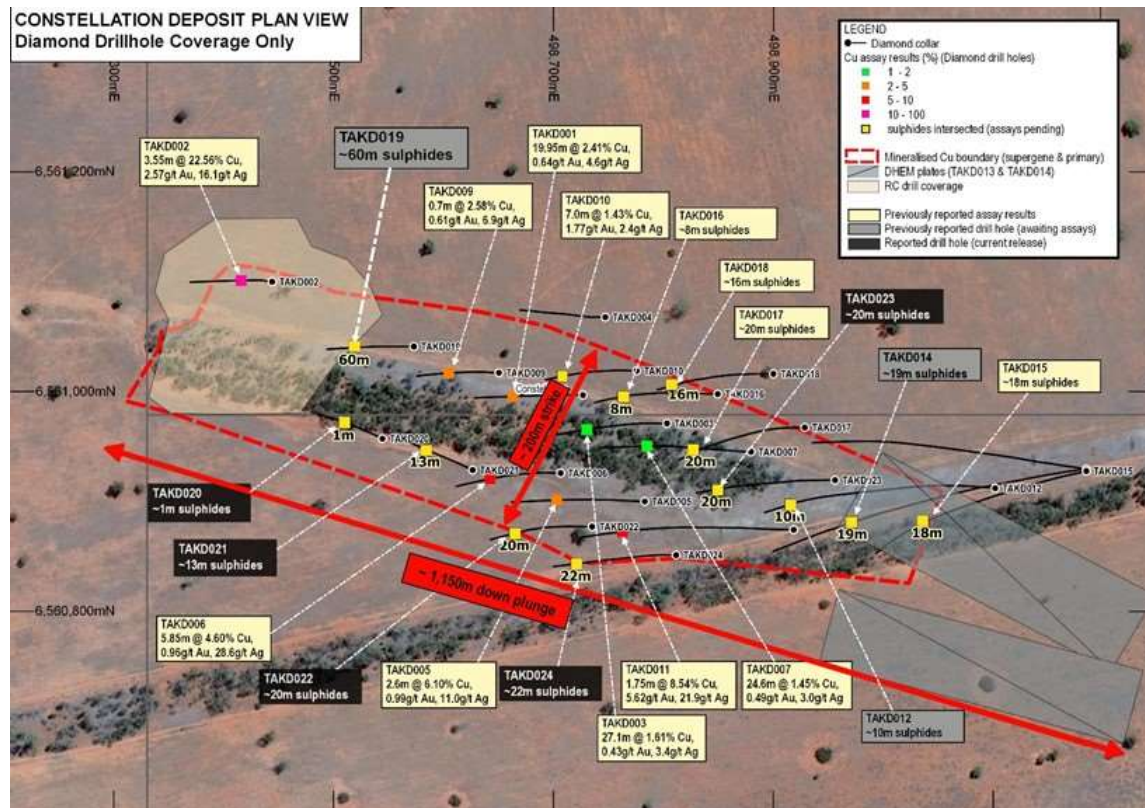 CONSTELLATION DEPOSIT PLAN VIEW
Diamond Drillhole Coverage Only
498,700mE
498,900mE
6,561,200mN
6,561,000mN
6,560,800mN
LEGEND
Diamond collar
Cu assay results (%) (Diamond drill holes)
1 - 2
2 - 5
5 - 10
10 - 100
sulphides intersected (assays pending)
Mineralised Cu boundary (supergene & primary)
DHEM plates (TAKD013 & TAKD014)
RC drill coverage
Previously reported assay results
Previously reported drill hole (awaiting assays)
Reported drill hole (current release)
TAKD002
3.55m @ 22.56% Cu,
2.57g/t Au, 16.1g/t Ag
TAKD019
~60m sulphides
TAKD001
19.95m @ 2.41% Cu,
0.64g/t Au, 4.6g/t Ag
TAKD009
0.7m @ 2.58% Cu,
0.61g/t Au, 6.9g/t Ag
TAKD010
7.0m @ 1.43% Cu,
1.77g/t Au, 2.4g/t Ag
TAKD016
~8m sulphides
TAKD018
~16m sulphides
TAKD017
~20m sulphides
TAKD023
~20m sulphides
TAKD014
~19m sulphides
TAKD015
~18m sulphides
TAKD002
TAKD004
60m
TAKD009
TAKD010
TAKD018
8m
16m
TAKD016
1m
TAKD020
13m
TAKD003
TAKD017
TAKD007
20m
TAKD021
TAKD006
TAKD023
20m
TAKD015
TAKD012
TAKD005
10m
TAKD022
20m
19m
18m
22m
TAKD024
~200m strike
~ 1,150m down plunge
TAKD020
~1m sulphides
TAKD021
~13m sulphides
TAKD006
5.85m @ 4.60% Cu,
0.96g/t Au, 28.6g/t Ag
TAKD022
~20m sulphides
TAKD005
2.6m @ 6.10% Cu,
0.99g/t Au, 11.0g/t Ag
TAKD024
~22m sulphides
TAKD011
1.75m @ 8.54% Cu,
5.62g/t Au, 21.9g/t Ag
TAKD007
24.6m @ 1.45% Cu,
0.49g/t Au, 3.0g/t Ag
TAKD003
27.1m @ 1.61% Cu,
0.43g/t Au, 3.4g/t Ag
TAKD012
~10m sulphides